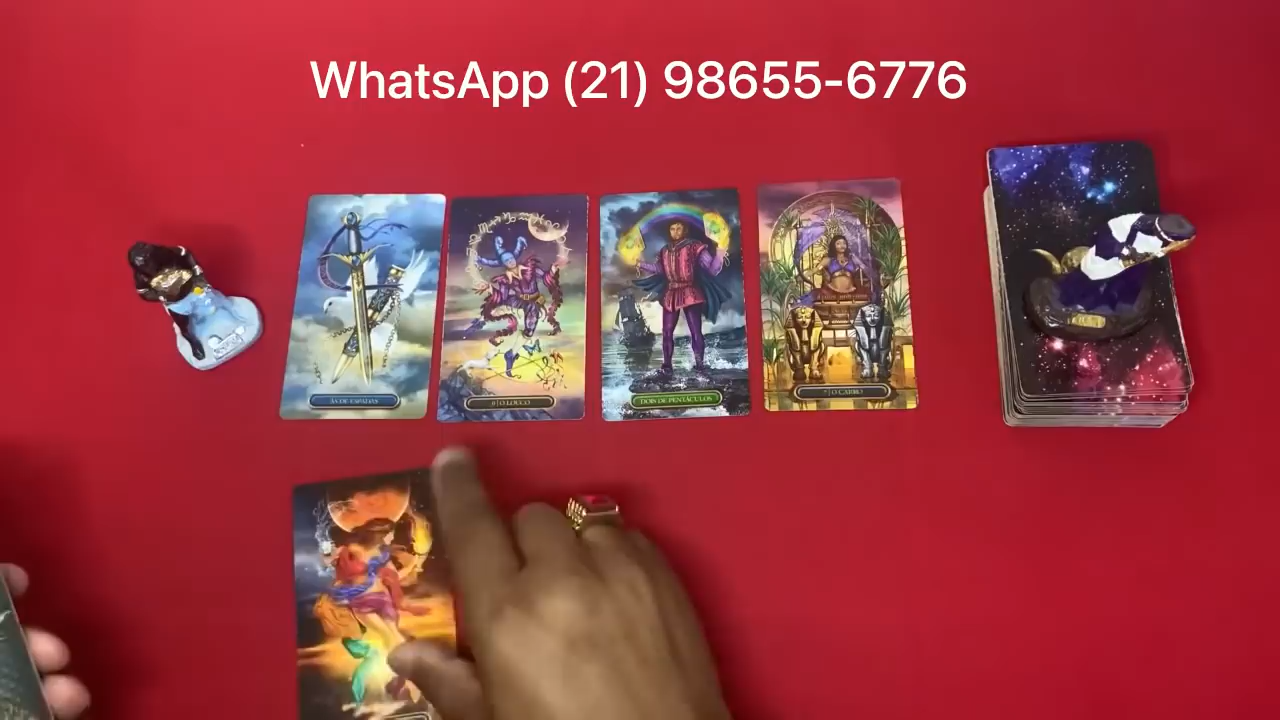 WhatsApp (21) 98655-6776
ÁS DE ESPADAS
0 | O LOUCO
DOIS DE PENTÁCULOS
7 | O CARRO